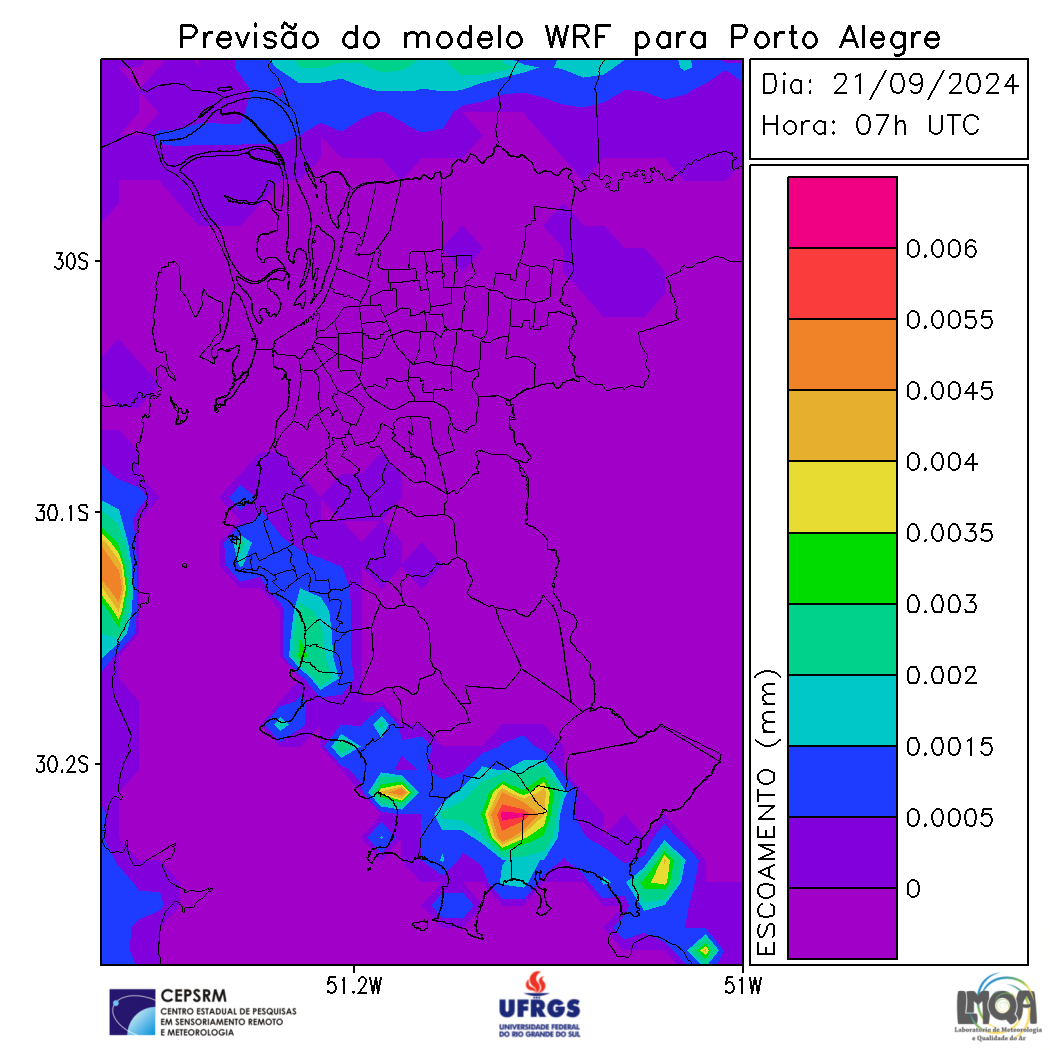 Previsão do modelo WRF para Porto Alegre
Dia: 21/09/2024
Hora: 07h UTC
30S
30.1S
30.2S
51.2W
51W
0.006
0.0055
0.0045
0.004
0.0035
0.003
0.002
0.0015
0.0005
0
ESCOAMENTO (mm)
CEPSRM
CENTRO ESTADUAL DE PESQUISAS
EM SENSORIAMENTO REMOTO
E METEOROLOGIA
UFRGS
UNIVERSIDADE FEDERAL
DO RIO GRANDE DO SUL
LMQA
Laboratório de Meteorologia
e Qualidade do Ar